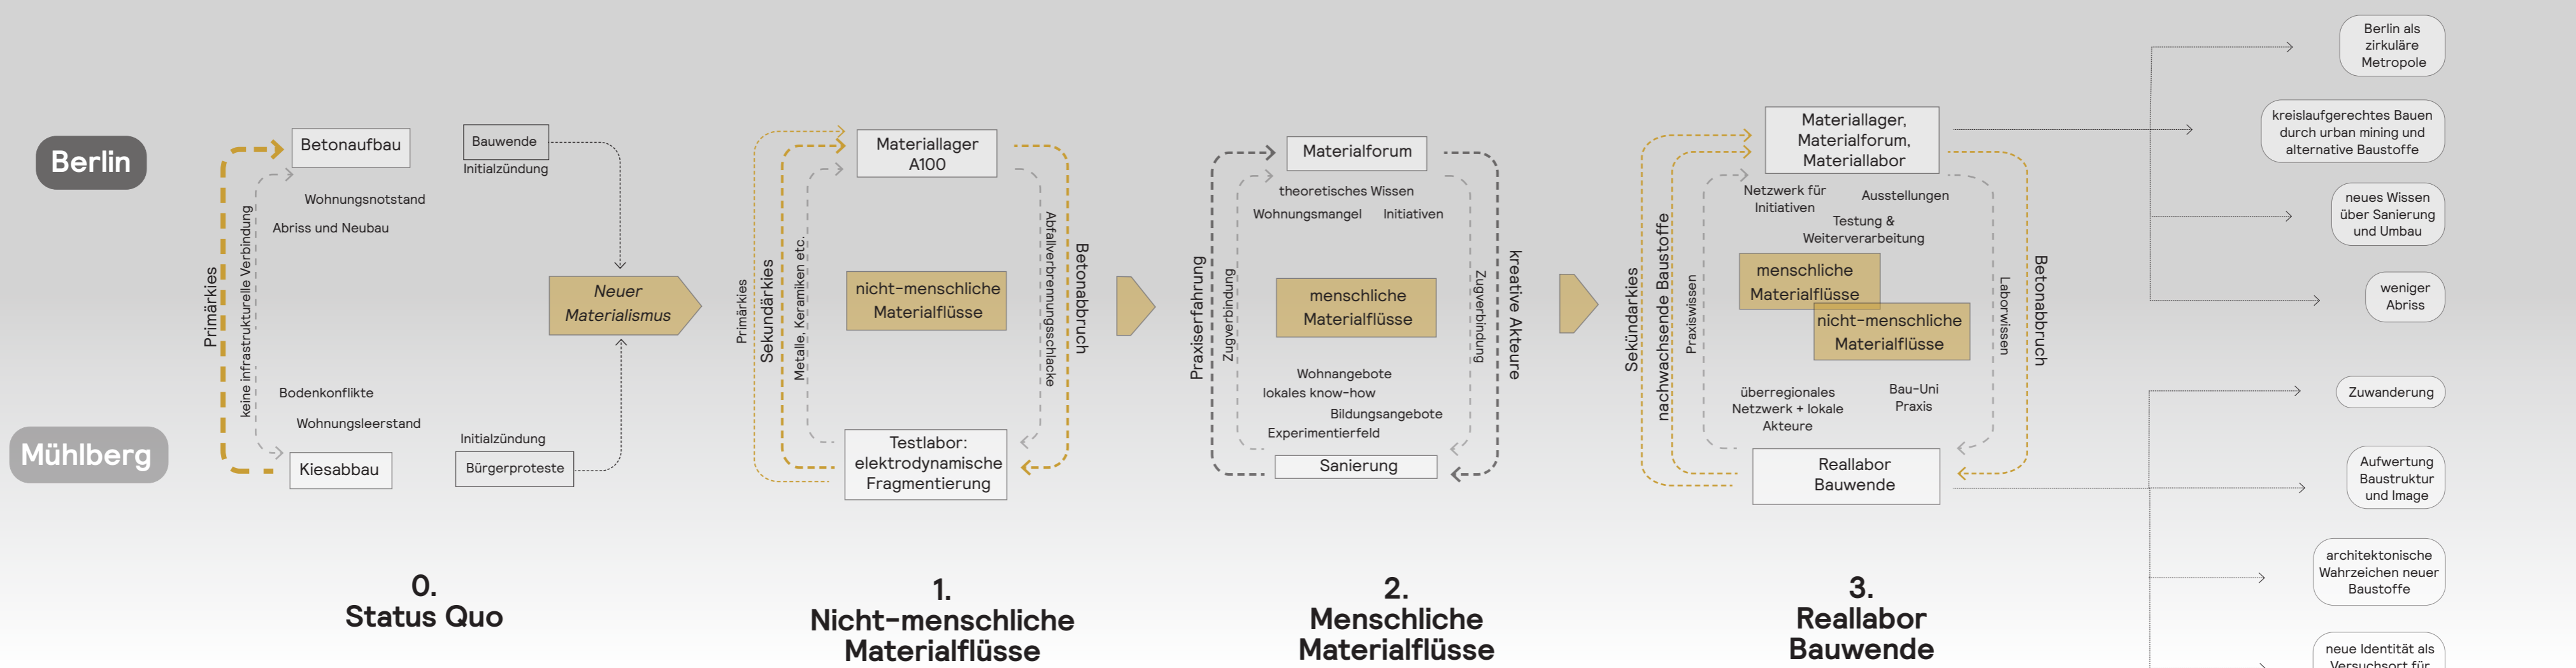 Berlin
Mühlberg
Primärkies
keine infrastrukturelle Verbindung
Betonaufbau
Wohnungsnotstand
Abriss und Neubau
Bodenkonflikte
Wohnungsleerstand
Kiesabbau
Bauwende
Initialzündung
Neuer
Materialismus
Initialzündung
Bürgerproteste
0.
Status Quo
Primärkies
Sekundärkies
Metalle, Keramiken etc.
Materiallager
A100
nicht-menschliche
Materialflüsse
Testlabor:
elektrodynamische
Fragmentierung
Abfallverbrennungsschlacke
Betonabbruch
1.
Nicht-menschliche
Materialflüsse
Praxiserfahrung
Zugverbindung
Materialforum
theoretisches Wissen
Wohnungsmangel
Initiativen
menschliche
Materialflüsse
Wohnangebote
lokales know-how
Bildungsangebote
Experimentierfeld
Sanierung
Zugverbindung
kreative Akteure
2.
Menschliche
Materialflüsse
Sekündarkies
nachwachsende Baustoffe
Praxiswissen
Materiallager,
Materialforum,
Materiallabor
Netzwerk für
Initiativen
Ausstellungen
Testung &
Weiterverarbeitung
menschliche
Materialflüsse
nicht-menschliche
Materialflüsse
überregionales
Netzwerk + lokale
Akteure
Bau-Uni
Praxis
Reallabor
Bauwende
Laborwissen
Betonabbruch
3.
Reallabor
Bauwende
Berlin als
zirkuläre
Metropole
kreislaufgerechtes Bauen
durch urban mining und
alternative Baustoffe
neues Wissen
über Sanierung
und Umbau
weniger
Abriss
Zuwanderung
Aufwertung
Baustruktur
und Image
architektonische
Wahrzeichen neuer
Baustoffe
neue Identität als
Versuchsort für